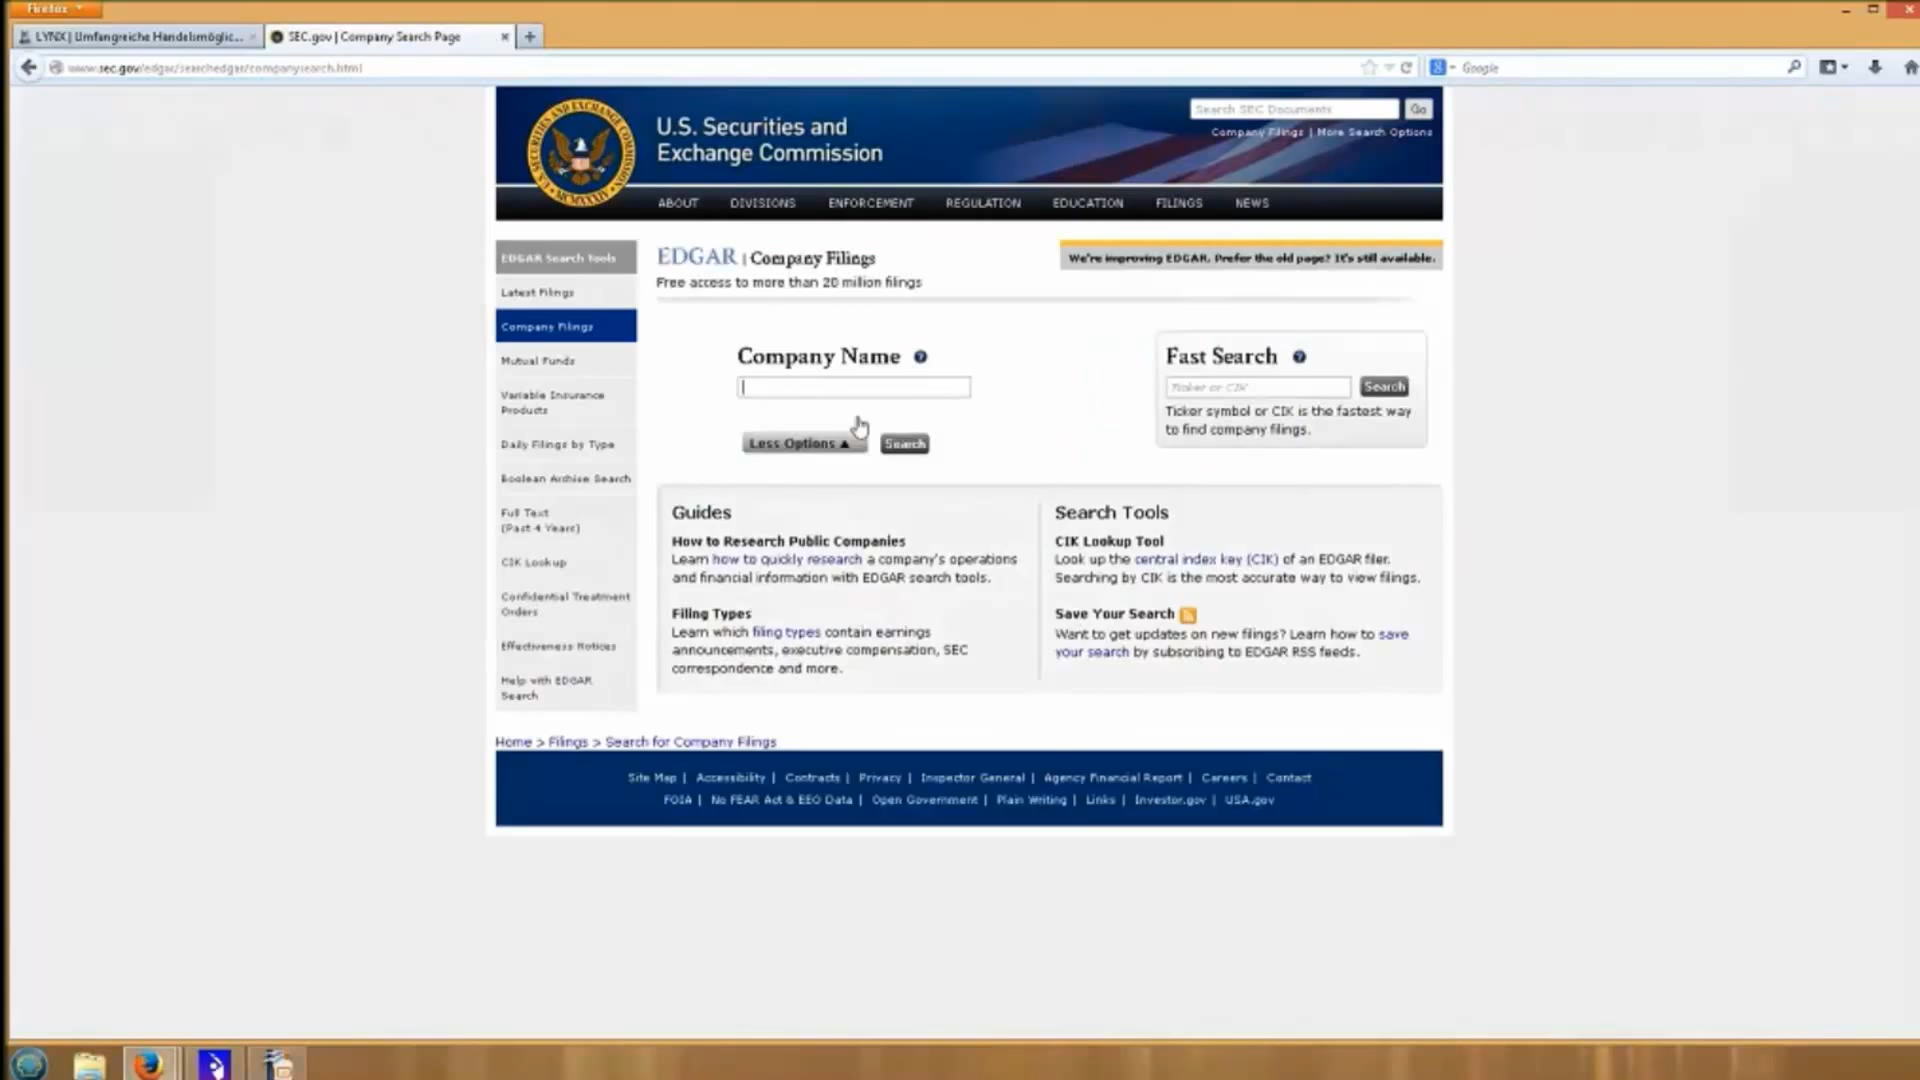 Firefox
LYNX | Umfangreiche Handelsmöglic...
SEC.gov | Company Search Page
www.sec.gov/edgar/searchedgar/companysearch.html
Google
SECURITIES AND EXCHANGE COMMISSION
MCMXXXIV
U.S. Securities and
Exchange Commission
Search SEC Documents
Go
Company Filings | More Search Options
ABOUT DIVISIONS ENFORCEMENT REGULATION EDUCATION FILINGS NEWS
EDGAR Search Tools
Latest Filings
Company Filings
Mutual Funds
Variable Insurance
Products
Daily Filings by Type
Boolean Archive Search
Full Text
(Past 4 Years)
CIK Lookup
Confidential Treatment
Orders
Effectiveness Notices
Help with EDGAR
Search
EDGAR | Company Filings
Free access to more than 20 million filings
We're improving EDGAR. Prefer the old page? It's still available.
Company Name
Less Options ▲
Search
Fast Search
Ticker or CIK
Search
Ticker symbol or CIK is the fastest way
to find company filings.
Guides
How to Research Public Companies
Learn how to quickly research a company's operations
and financial information with EDGAR search tools.
Filing Types
Learn which filing types contain earnings
announcements, executive compensation, SEC
correspondence and more.
Search Tools
CIK Lookup Tool
Look up the central index key (CIK) of an EDGAR filer.
Searching by CIK is the most accurate way to view filings.
Save Your Search
Want to get updates on new filings? Learn how to save
your search by subscribing to EDGAR RSS feeds.
Home > Filings > Search for Company Filings
Site Map | Accessibility | Contracts | Privacy | Inspector General | Agency Financial Report | Careers | Contact
FOIA | No FEAR Act & EEO Data | Open Government | Plain Writing | Links | Investor.gov | USA.gov